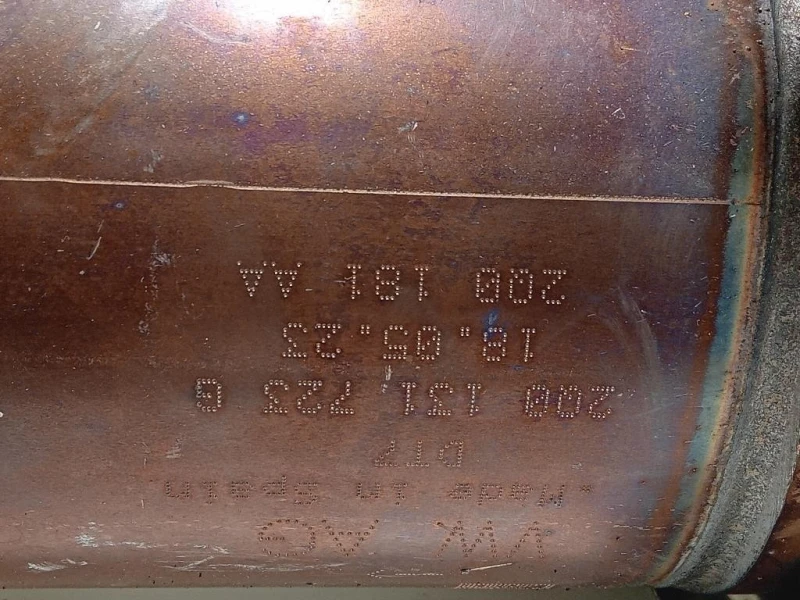 VW AG
Made in Spain.
2Q0 131 723 G
18.05.23
2Q0 181 AA